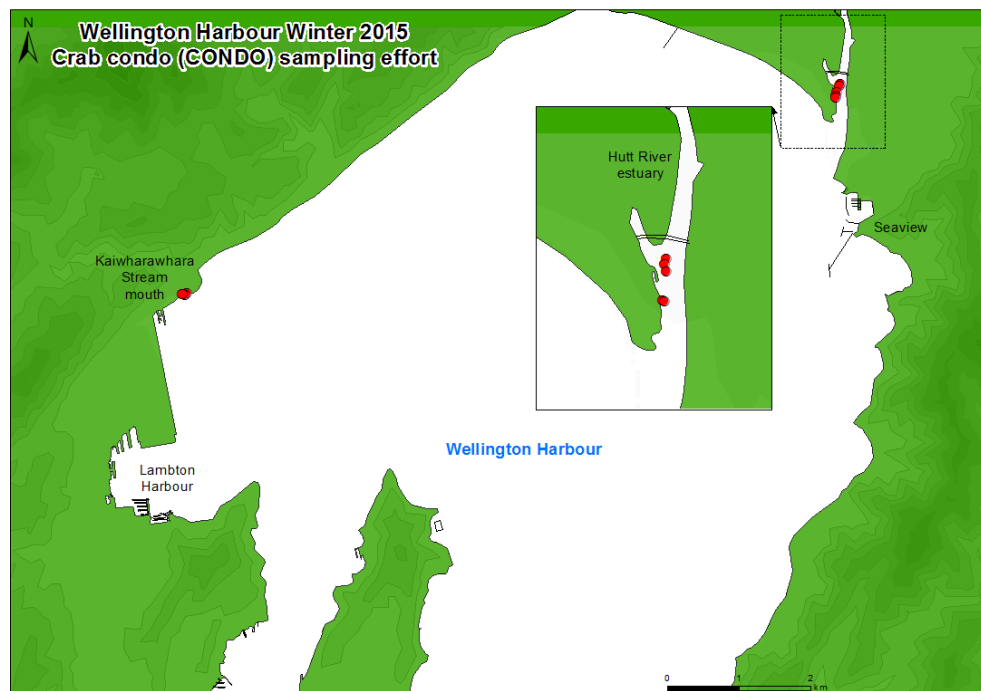 N
Wellington Harbour Winter 2015
Crab condo (CONDO) sampling effort
Hutt River
estuary
Seaview
Kaiwharawhara
Stream
mouth
Wellington Harbour
Lambton
Harbour
0 1 2
km